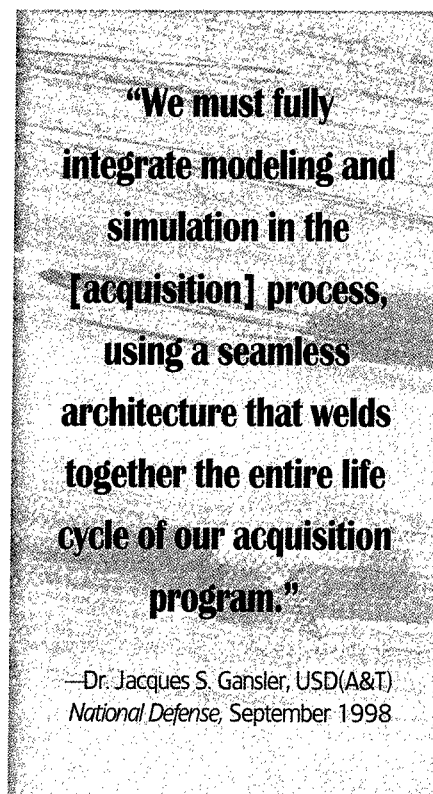 “We must fully
integrate modeling and
simulation in the
[acquisition] process,
using a seamless
architecture that welds
together the entire life
cycle of our acquisition
program.”
—Dr. Jacques S. Gansler, USD(A&T)
National Defense, September 1998